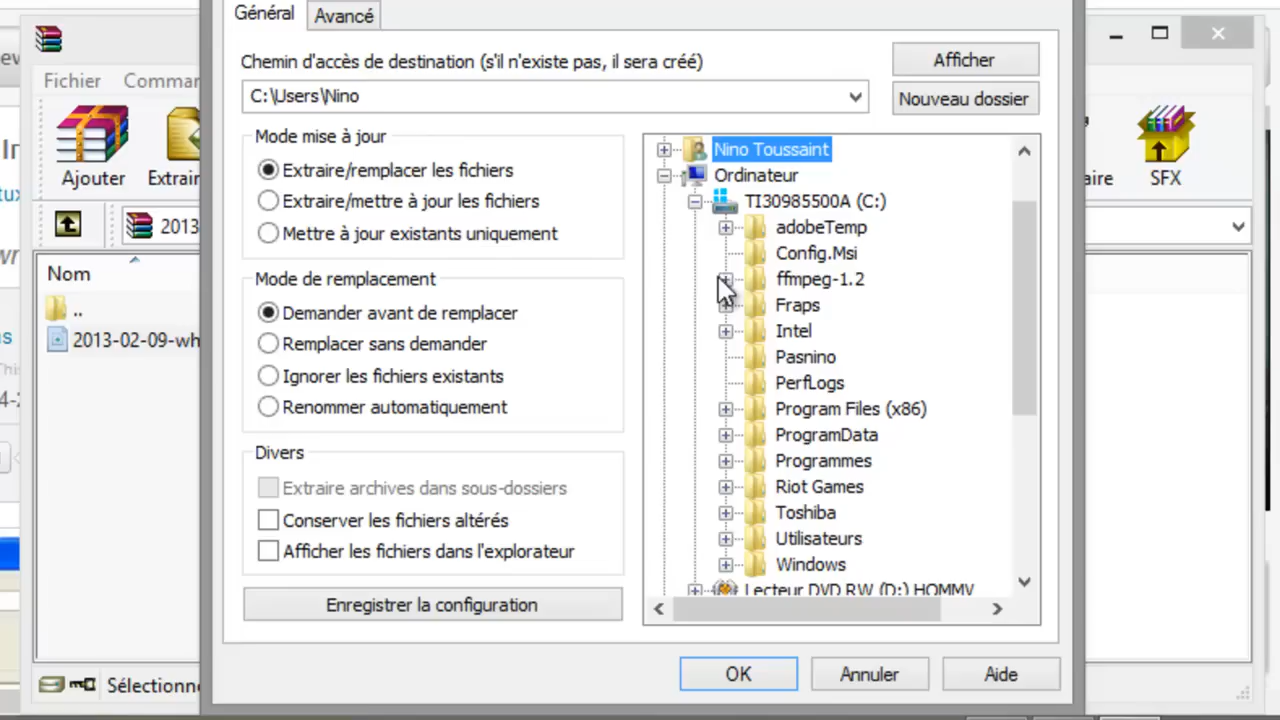 Général
Avancé
Chemin d'accès de destination (s'il n'existe pas, il sera créé)
Afficher
C:\Users\Nino
Nouveau dossier
Mode mise à jour
Extraire/remplacer les fichiers
Extraire/mettre à jour les fichiers
Mettre à jour existants uniquement
Mode de remplacement
Demander avant de remplacer
Remplacer sans demander
Ignorer les fichiers existants
Renommer automatiquement
Divers
Extraire archives dans sous-dossiers
Conserver les fichiers altérés
Afficher les fichiers dans l'explorateur
Enregistrer la configuration
Nino Toussaint
Ordinateur
TI30985500A (C:)
adobeTemp
Config.Msi
ffmpeg-1.2
Fraps
Intel
Pasnino
PerfLogs
Program Files (x86)
ProgramData
Programmes
Riot Games
Toshiba
Utilisateurs
Windows
Lecteur DVD RW (D:) HOMMV
OK
Annuler
Aide
Fichier
Comman
Ajouter
Extrair
aire
SFX
2013
Nom
..
2013-02-09-wh
Sélectionn